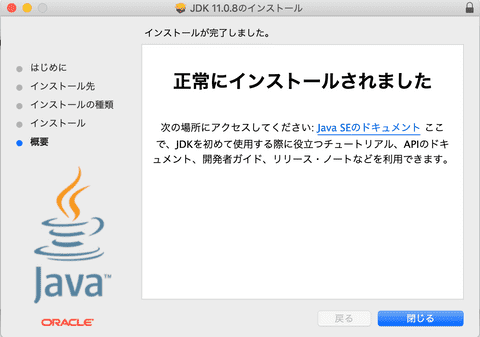 JDK 11.0.8のインストール
インストールが完了しました。
はじめに
インストール先
インストールの種類
インストール
概要
正常にインストールされました
次の場所にアクセスしてください: Java SEのドキュメント ここ
で、JDKを初めて使用する際に役立つチュートリアル、APIのドキ
ュメント、開発者ガイド、リリース・ノートなどを利用できます。
Java™
ORACLE
戻る
閉じる